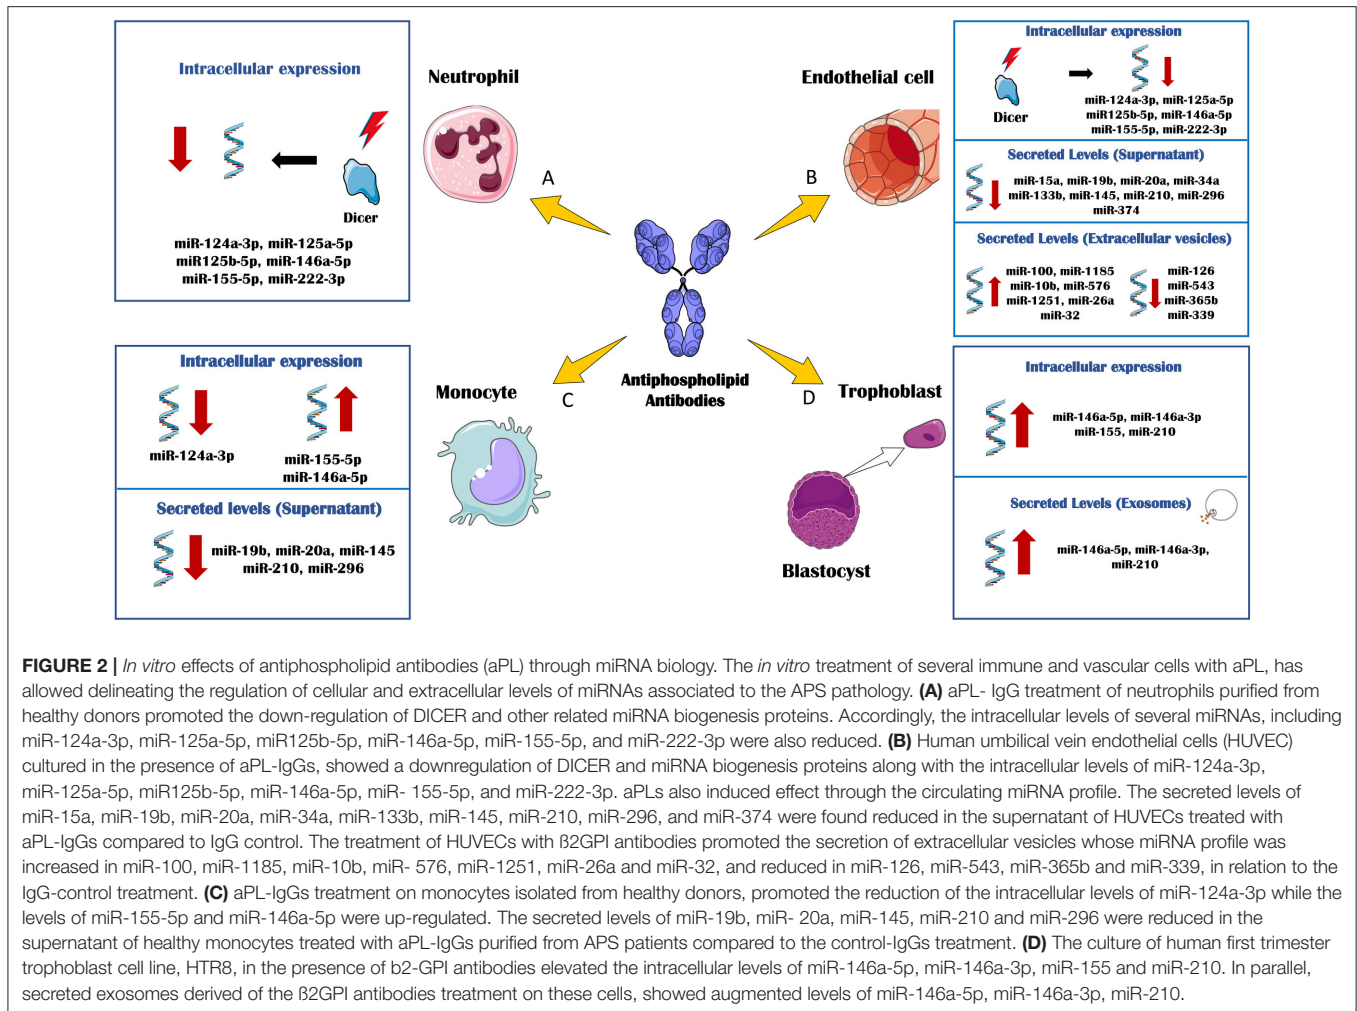 Intracellular expression
Dicer
miR-124a-3p, miR-125a-5p
miR125b-5p, miR-146a-5p
miR-155-5p, miR-222-3p
Neutrophil
A
Endothelial cell
B
Intracellular expression
Dicer
miR-124a-3p, miR-125a-5p
miR125b-5p, miR-146a-5p
miR-155-5p, miR-222-3p
Secreted Levels (Supernatant)
miR-15a, miR-19b, miR-20a, miR-34a
miR-133b, miR-145, miR-210, miR-296
miR-374
Secreted Levels (Extracellular vesicles)
miR-100, miR-1185
miR-10b, miR-576
miR-1251, miR-26a
miR-32
miR-126
miR-543
miR-365b
miR-339
Intracellular expression
miR-124a-3p
miR-155-5p
miR-146a-5p
Secreted levels (Supernatant)
miR-19b, miR-20a, miR-145
miR-210, miR-296
Monocyte
C
Antiphospholipid
Antibodies
D
Trophoblast
Blastocyst
Intracellular expression
miR-146a-5p, miR-146a-3p
miR-155, miR-210
Secreted Levels (Exosomes)
miR-146a-5p, miR-146a-3p,
miR-210
FIGURE 2 | In vitro effects of antiphospholipid antibodies (aPL) through miRNA biology. The in vitro treatment of several immune and vascular cells with aPL, has
allowed delineating the regulation of cellular and extracellular levels of miRNAs associated to the APS pathology. (A) aPL- IgG treatment of neutrophils purified from
healthy donors promoted the down-regulation of DICER and other related miRNA biogenesis proteins. Accordingly, the intracellular levels of several miRNAs, including
miR-124a-3p, miR-125a-5p, miR125b-5p, miR-146a-5p, miR-155-5p, and miR-222-3p were also reduced. (B) Human umbilical vein endothelial cells (HUVEC)
cultured in the presence of aPL-IgGs, showed a downregulation of DICER and miRNA biogenesis proteins along with the intracellular levels of miR-124a-3p,
miR-125a-5p, miR125b-5p, miR-146a-5p, miR- 155-5p, and miR-222-3p. aPLs also induced effect through the circulating miRNA profile. The secreted levels of
miR-15a, miR-19b, miR-20a, miR-34a, miR-133b, miR-145, miR-210, miR-296, and miR-374 were found reduced in the supernatant of HUVECs treated with
aPL-IgGs compared to IgG control. The treatment of HUVECs with ß2GPI antibodies promoted the secretion of extracellular vesicles whose miRNA profile was
increased in miR-100, miR-1185, miR-10b, miR- 576, miR-1251, miR-26a and miR-32, and reduced in miR-126, miR-543, miR-365b and miR-339, in relation to the
IgG-control treatment. (C) aPL-IgGs treatment on monocytes isolated from healthy donors, promoted the reduction of the intracellular levels of miR-124a-3p while the
levels of miR-155-5p and miR-146a-5p were up-regulated. The secreted levels of miR-19b, miR- 20a, miR-145, miR-210 and miR-296 were reduced in the
supernatant of healthy monocytes treated with aPL-IgGs purified from APS patients compared to the control-IgGs treatment. (D) The culture of human first trimester
trophoblast cell line, HTR8, in the presence of b2-GPI antibodies elevated the intracellular levels of miR-146a-5p, miR-146a-3p, miR-155 and miR-210. In parallel,
secreted exosomes derived of the ß2GPI antibodies treatment on these cells, showed augmented levels of miR-146a-5p, miR-146a-3p, miR-210.